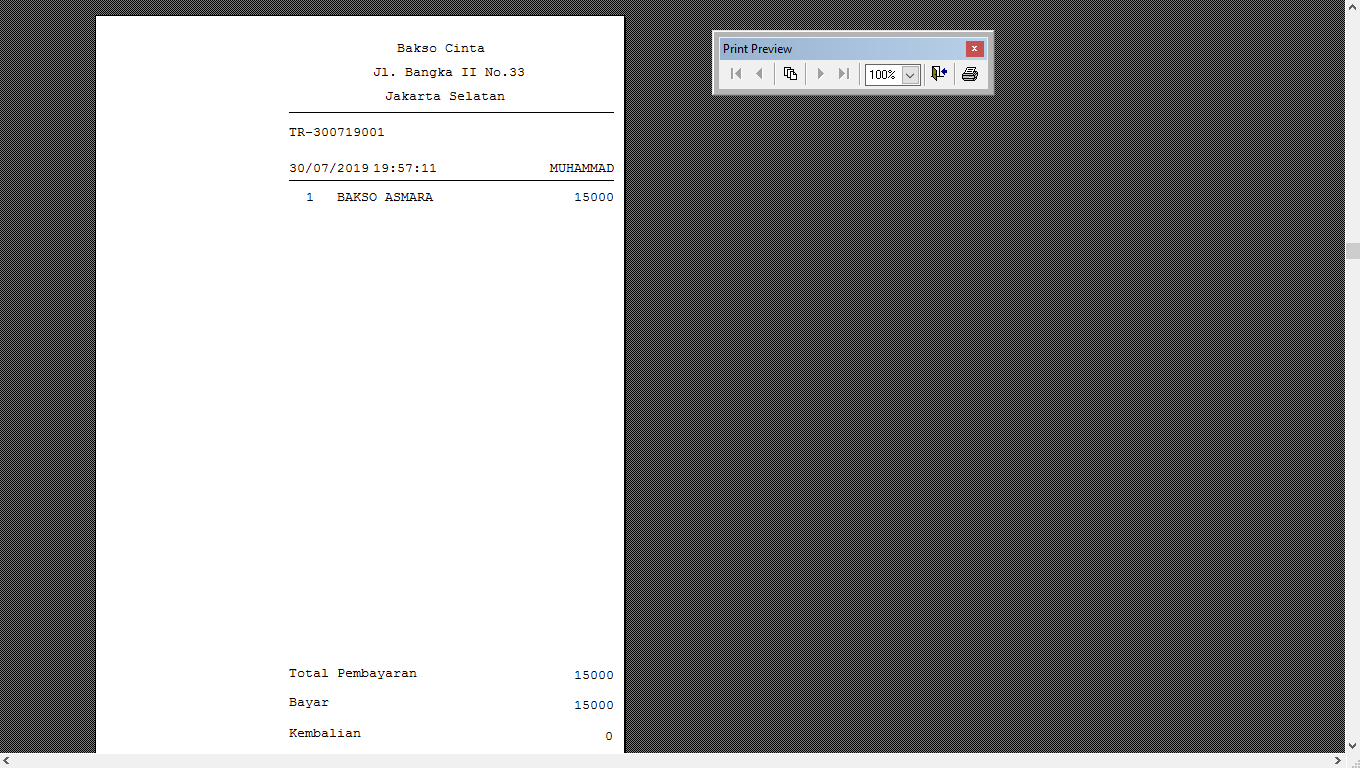 Bakso Cinta
Jl. Bangka II No.33
Jakarta Selatan
TR-300719001
30/07/2019 19:57:11 MUHAMMAD
1 BAKSO ASMARA 15000
Total Pembayaran 15000
Bayar 15000
Kembalian 0
Print Preview
100%